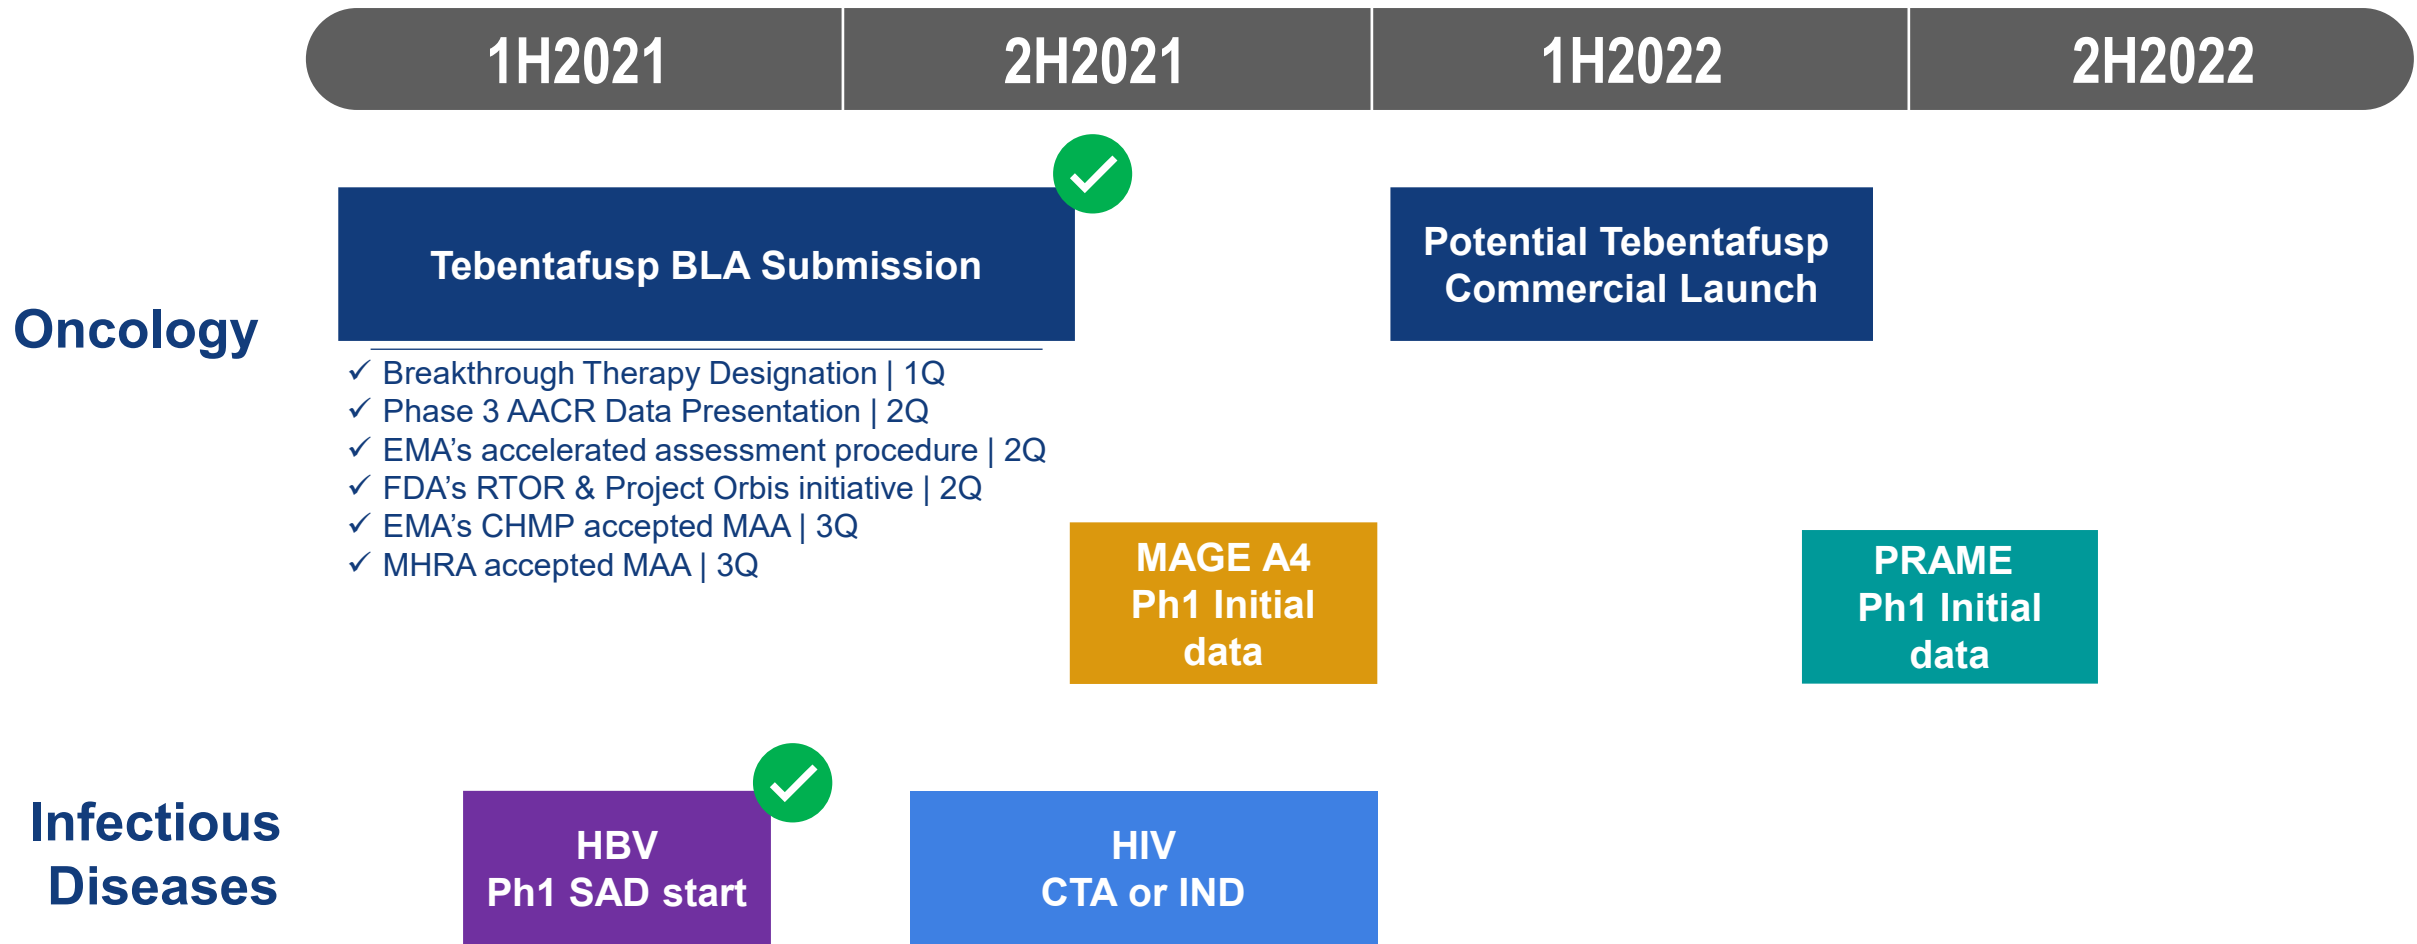 1H2021
2H2021
1H2022
2H2022
Oncology
Tebentafusp BLA Submission
✓ Breakthrough Therapy Designation | 1Q
✓ Phase 3 AACR Data Presentation | 2Q
✓ EMA’s accelerated assessment procedure | 2Q
✓ FDA’s RTOR & Project Orbis initiative | 2Q
✓ EMA’s CHMP accepted MAA | 3Q
✓ MHRA accepted MAA | 3Q
Potential Tebentafusp
Commercial Launch
MAGE A4
Ph1 Initial
data
PRAME
Ph1 Initial
data
Infectious
Diseases
HBV
Ph1 SAD start
HIV
CTA or IND